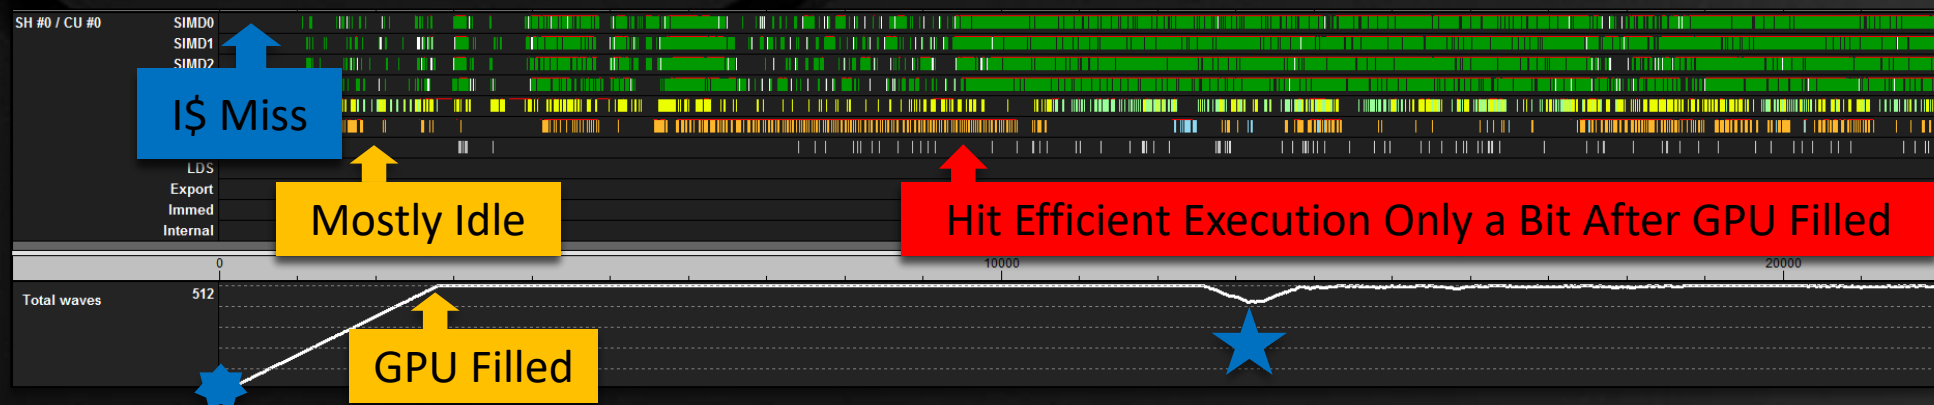 SH #0 / CU #0
SIMD0
SIMD1
SIMD2
I$ Miss
LDS
Export
Immed
Internal
Mostly Idle
Hit Efficient Execution Only a Bit After GPU Filled
0
10000
20000
Total waves
512
GPU Filled